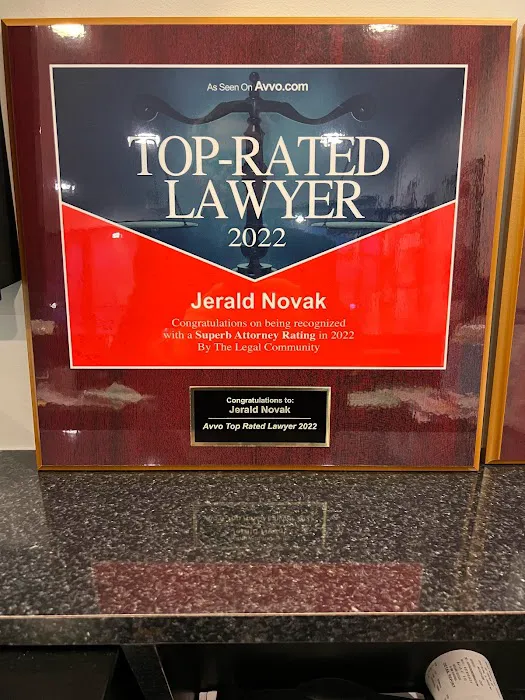 As Seen On Avvo.com
TOP-RATED
LAWYER
2022
Jerald Novak
Congratulations on being recognized
with a Superb Attorney Rating in 2022
By The Legal Community
Congratulations to:
Jerald Novak
Avvo Top Rated Lawyer 2022